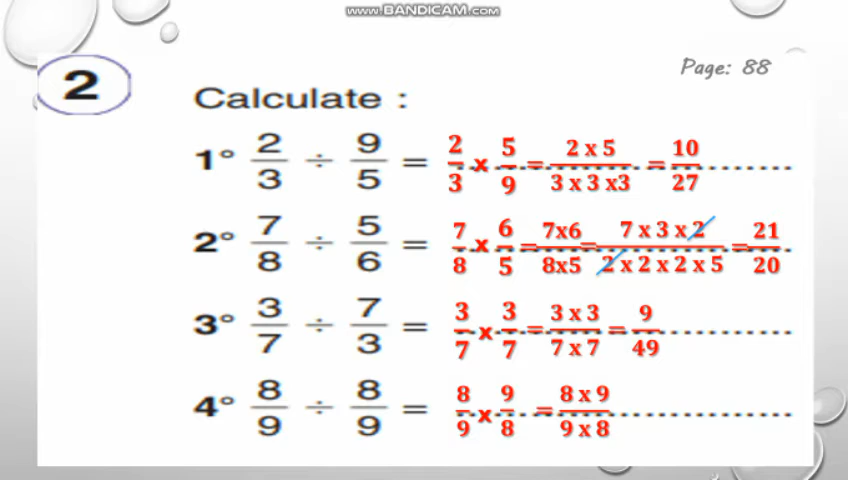 WWW.BANDICAM.COM
Page: 88
2
Calculate :
1° 2/3 ÷ 9/5 = 2/3 x 5/9 = 2 x 5 / 3 x 3 x3 = 10/27
2° 7/8 ÷ 5/6 = 7/8 x 6/5 = 7x6 / 8x5 = 7 x 3 x 2 / 2 x 2 x 2 x 5 = 21/20
3° 3/7 ÷ 7/3 = 3/7 x 3/7 = 3 x 3 / 7 x 7 = 9/49
4° 8/9 ÷ 8/9 = 8/9 x 9/8 = 8 x 9 / 9 x 8